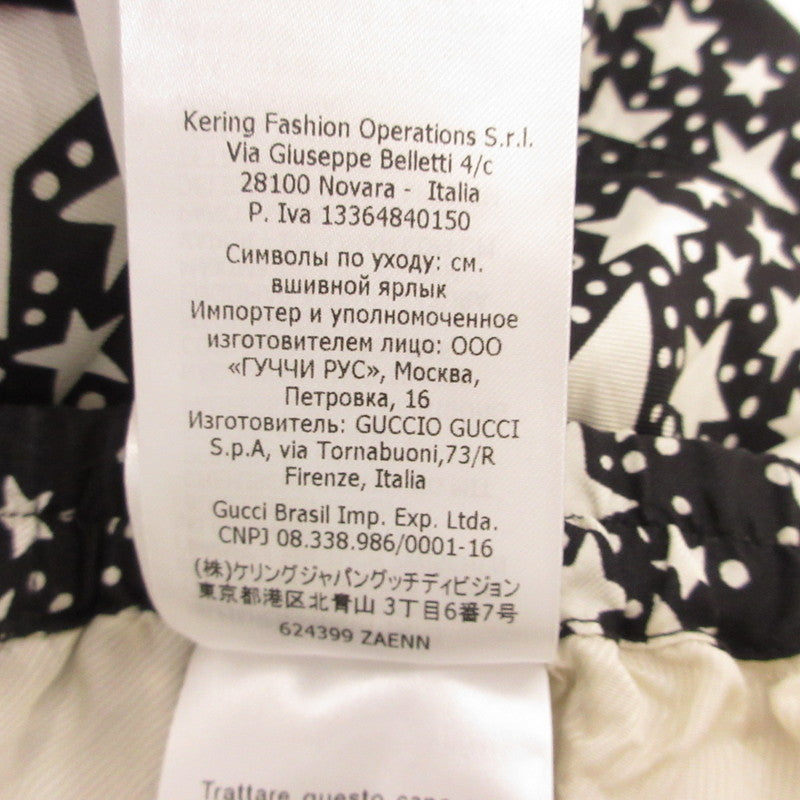 Kering Fashion Operations S.r.l.
Via Giuseppe Belletti 4/c
28100 Novara - Italia
P. Iva 13364840150
Символы по уходу: см.
вшивной ярлык
Импортер и уполномоченное
изготовителем лицо: ООО
«ГУЧЧИ РУС», Москва,
Петровка, 16
Изготовитель: GUCCIO GUCCI
S.p.A, via Tornabuoni,73/R
Firenze, Italia
Gucci Brasil Imp. Exp. Ltda.
CNPJ 08.338.986/0001-16
(株)ケリングジャパングッチディビジョン
東京都港区北青山 3丁目6番7号
624399 ZAENN
Trattare questo capo